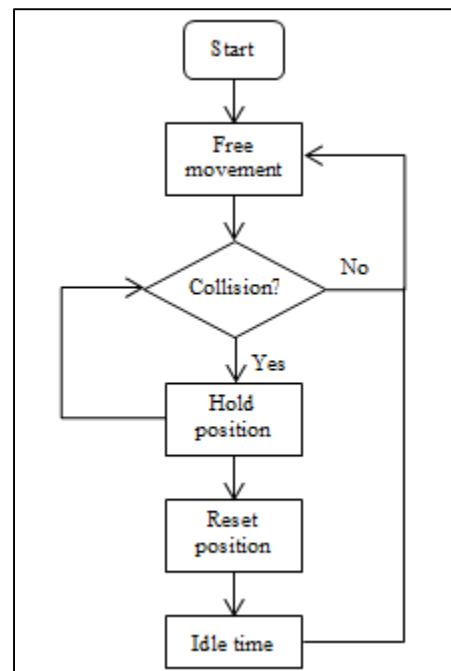 Start
Free
movement
Collision?
No
Yes
Hold
position
Reset
position
Idle time